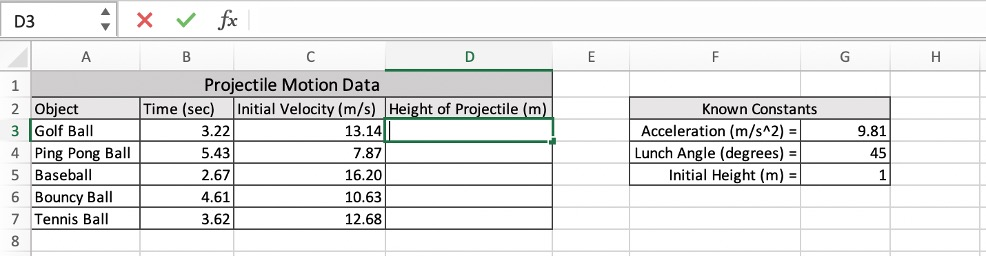 D3 fx
A B C D E F G H
1 Projectile Motion Data
2 Object Time (sec) Initial Velocity (m/s) Height of Projectile (m) Known Constants
3 Golf Ball 3.22 13.14 Acceleration (m/s^2) = 9.81
4 Ping Pong Ball 5.43 7.87 Lunch Angle (degrees) = 45
5 Baseball 2.67 16.20 Initial Height (m) = 1
6 Bouncy Ball 4.61 10.63
7 Tennis Ball 3.62 12.68
8